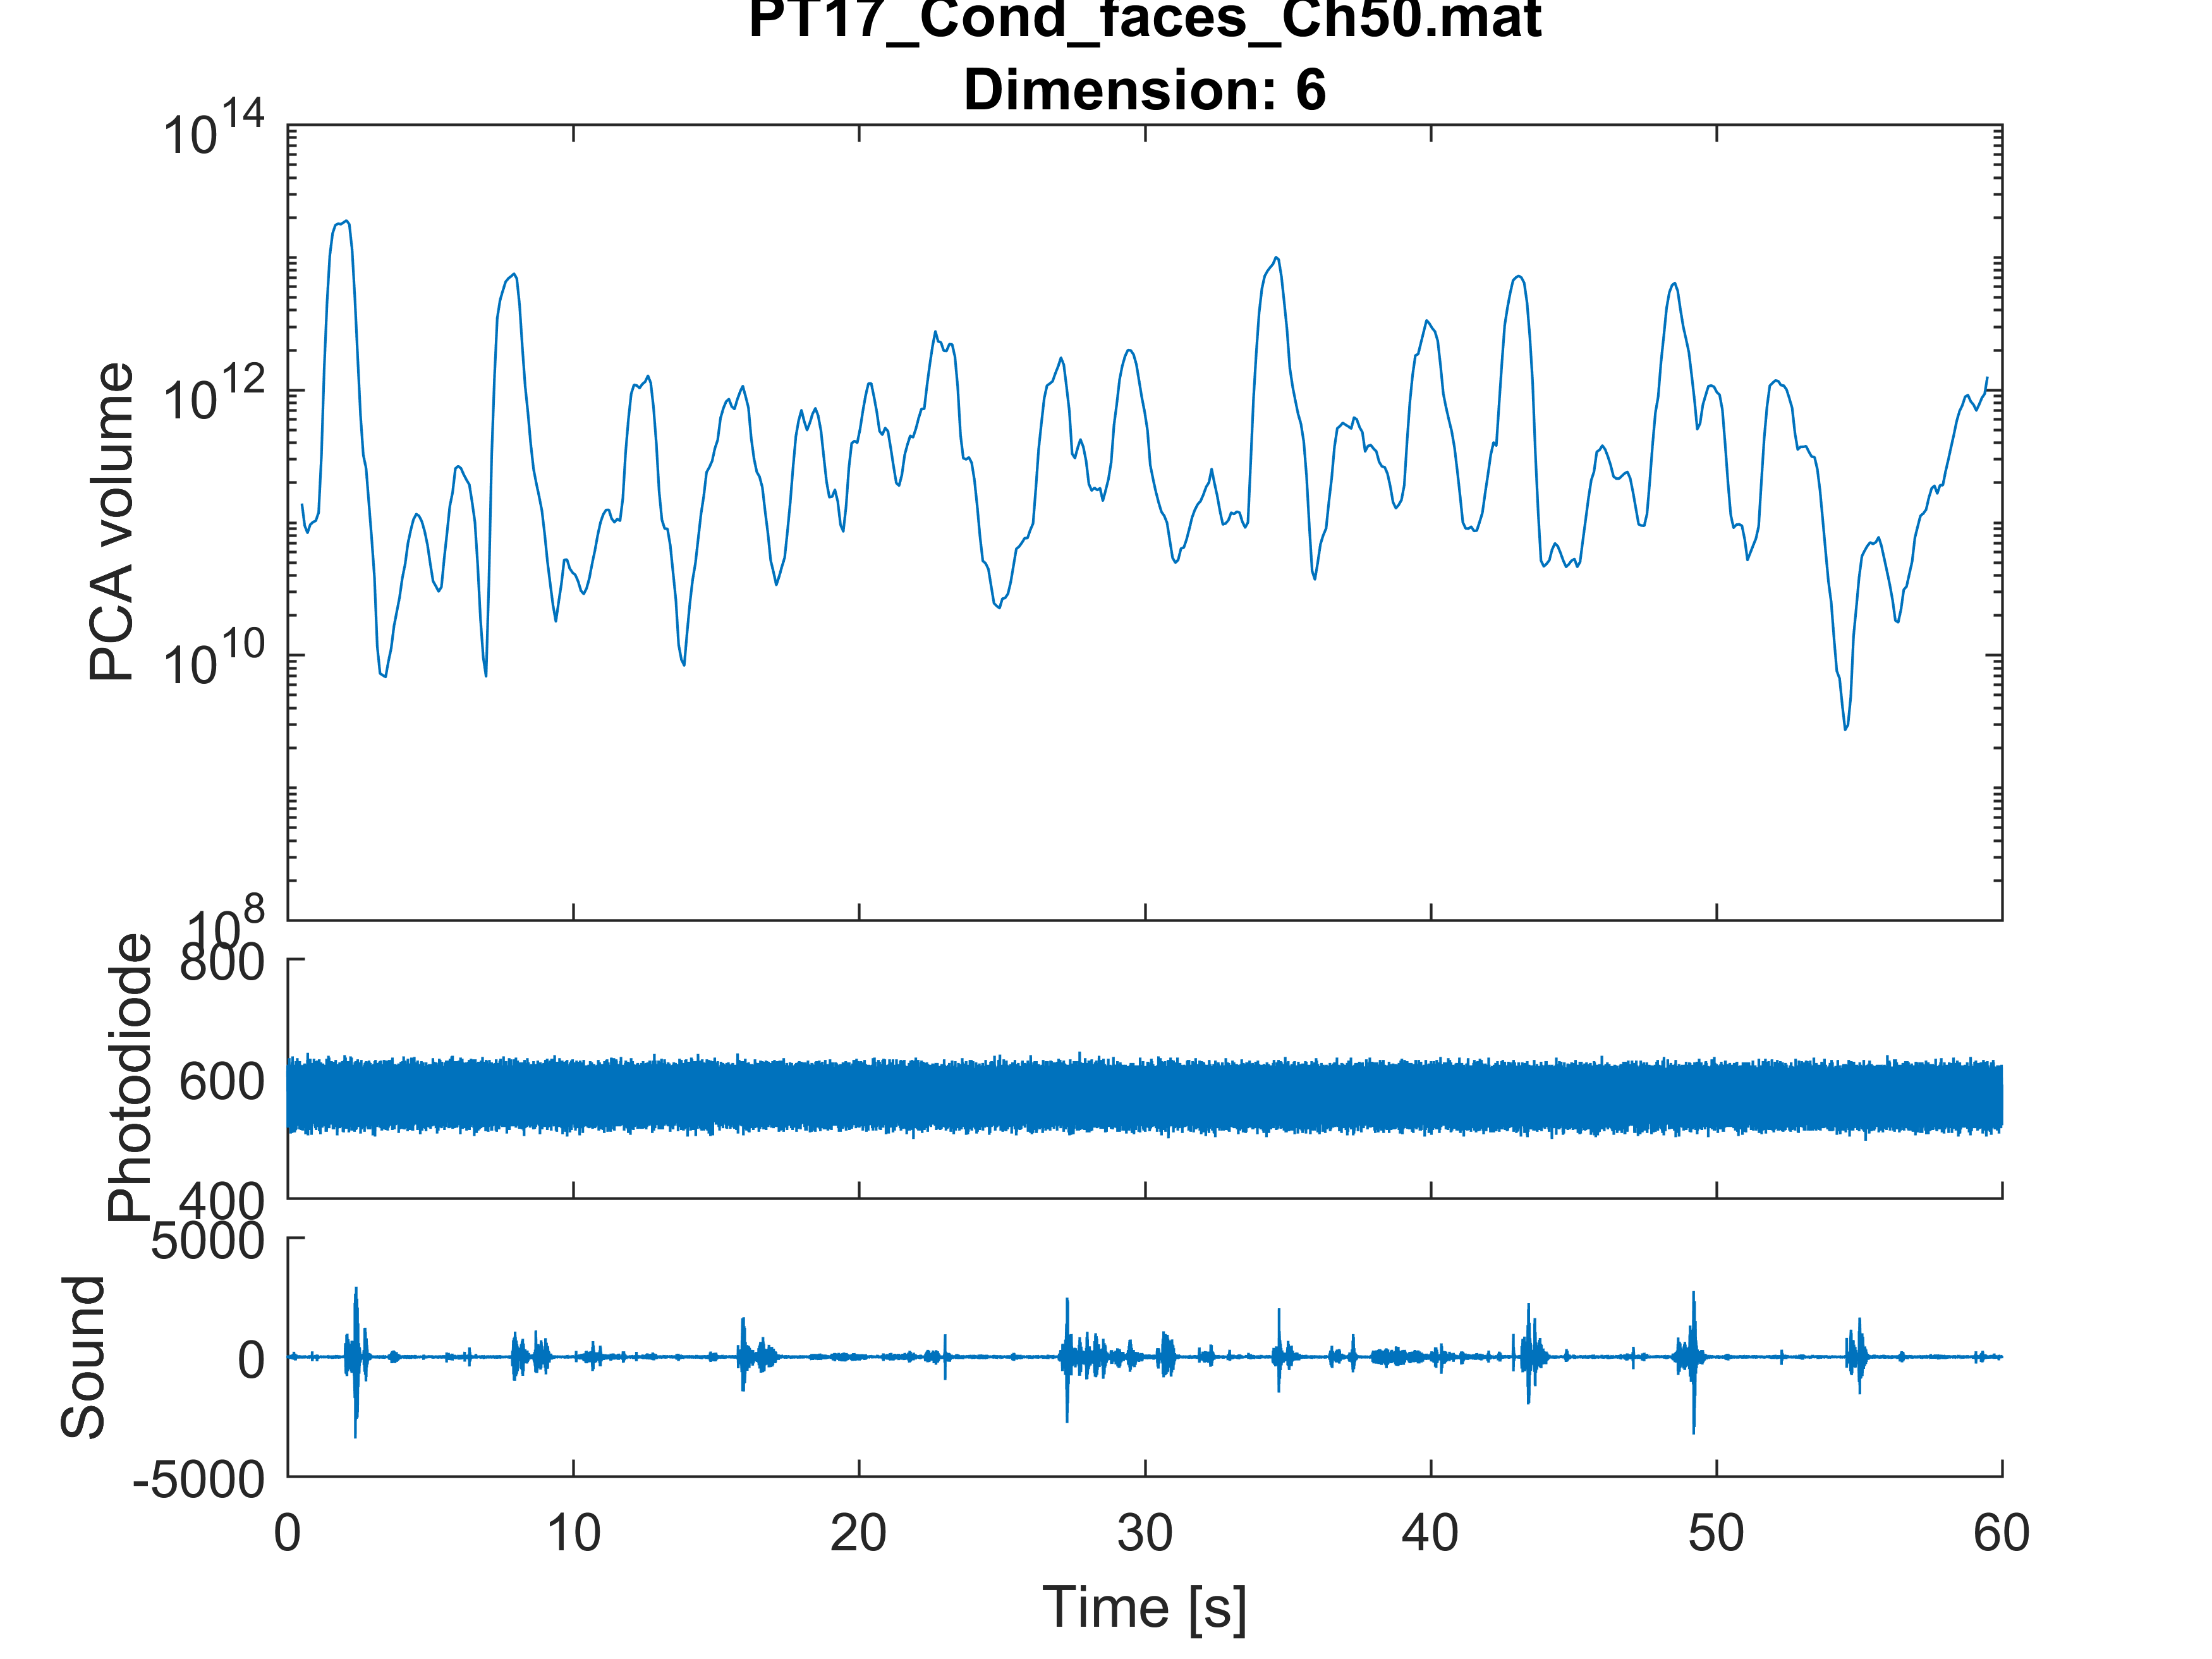 PT17_Cond_faces_Ch50.mat
Dimension: 6
10^14
10^12
10^10
10^8
PCA volume
800
600
400
Photodiode
5000
0
-5000
Sound
0 10 20 30 40 50 60
Time [s]